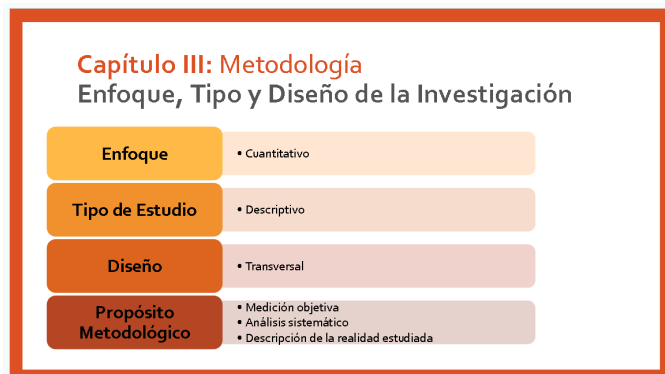 Capítulo III: Metodología
Enfoque, Tipo y Diseño de la Investigación
Enfoque
• Cuantitativo
Tipo de Estudio
• Descriptivo
Diseño
• Transversal
Propósito
Metodológico
• Medición objetiva
• Análisis sistemático
• Descripción de la realidad estudiada